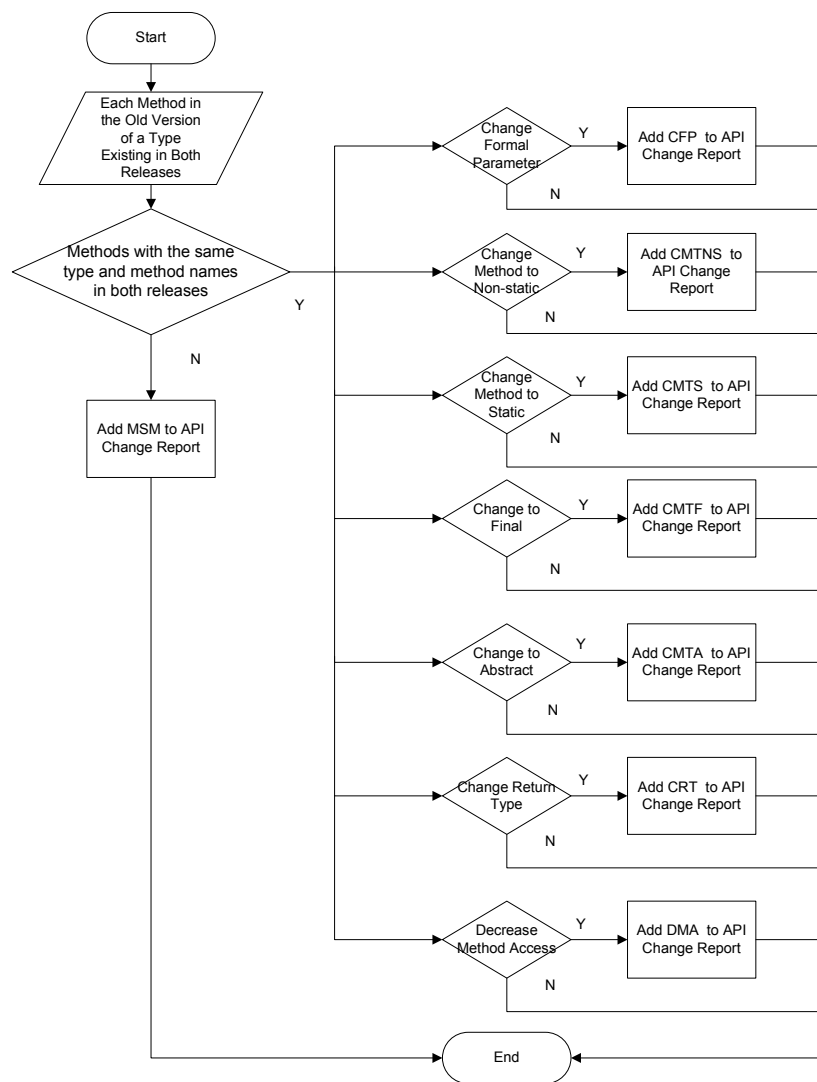 Start
Each Method in
the Old Version
of a Type
Existing in Both
Releases
Methods with the same
type and method names
in both releases
Y
N
Add MSM to API
Change Report
Change
Formal
Parameter
Y
N
Add CFP to API
Change Report
Change
Method to
Non-static
Y
N
Add CMTNS to
API Change
Report
Change
Method to
Static
Y
N
Add CMTS to API
Change Report
Change to
Final
Y
N
Add CMTF to API
Change Report
Change to
Abstract
Y
N
Add CMTA to API
Change Report
Change Return
Type
Y
N
Add CRT to API
Change Report
Decrease
Method Access
Y
N
Add DMA to API
Change Report
End